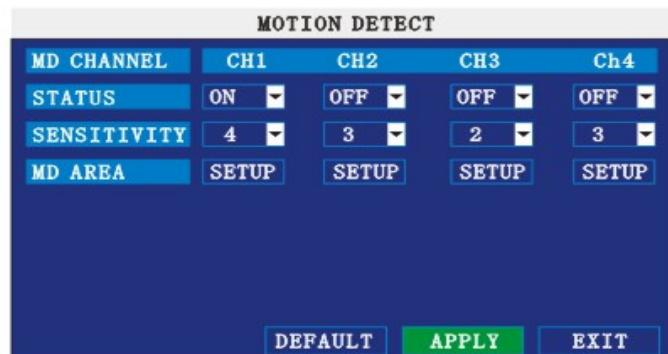 MOTION DETECT
MD CHANNEL CH1 CH2 CH3 Ch4
STATUS ON OFF OFF OFF
SENSITIVITY 4 3 2 3
MD AREA SETUP SETUP SETUP SETUP
DEFAULT APPLY EXIT